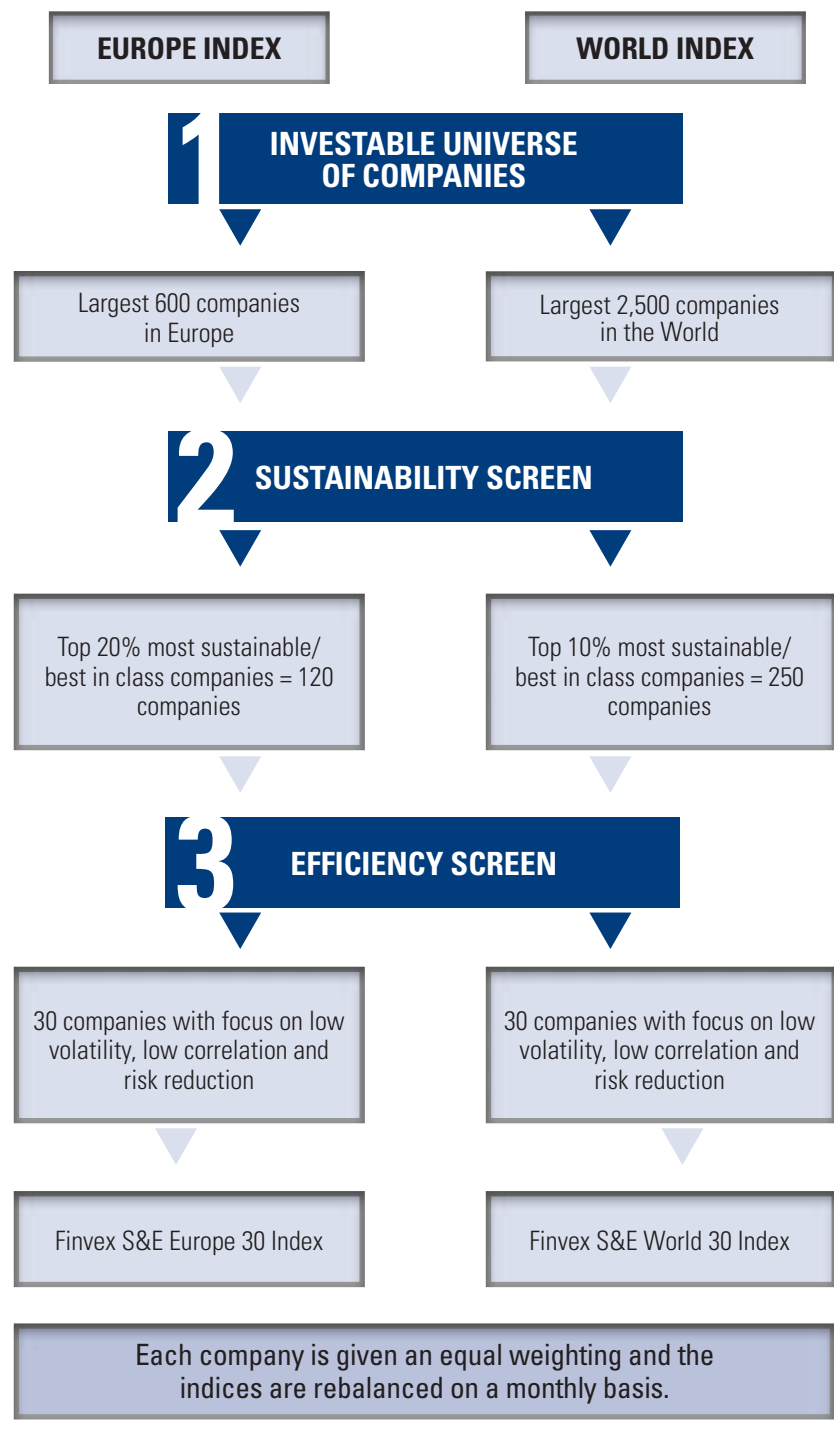 EUROPE INDEX
WORLD INDEX
1
INVESTABLE UNIVERSE
OF COMPANIES
Largest 600 companies
in Europe
Largest 2,500 companies
in the World
2
SUSTAINABILITY SCREEN
Top 20% most sustainable/
best in class companies = 120
companies
Top 10% most sustainable/
best in class companies = 250
companies
3
EFFICIENCY SCREEN
30 companies with focus on low
volatility, low correlation and
risk reduction
30 companies with focus on low
volatility, low correlation and
risk reduction
Finvex S&E Europe 30 Index
Finvex S&E World 30 Index
Each company is given an equal weighting and the
indices are rebalanced on a monthly basis.